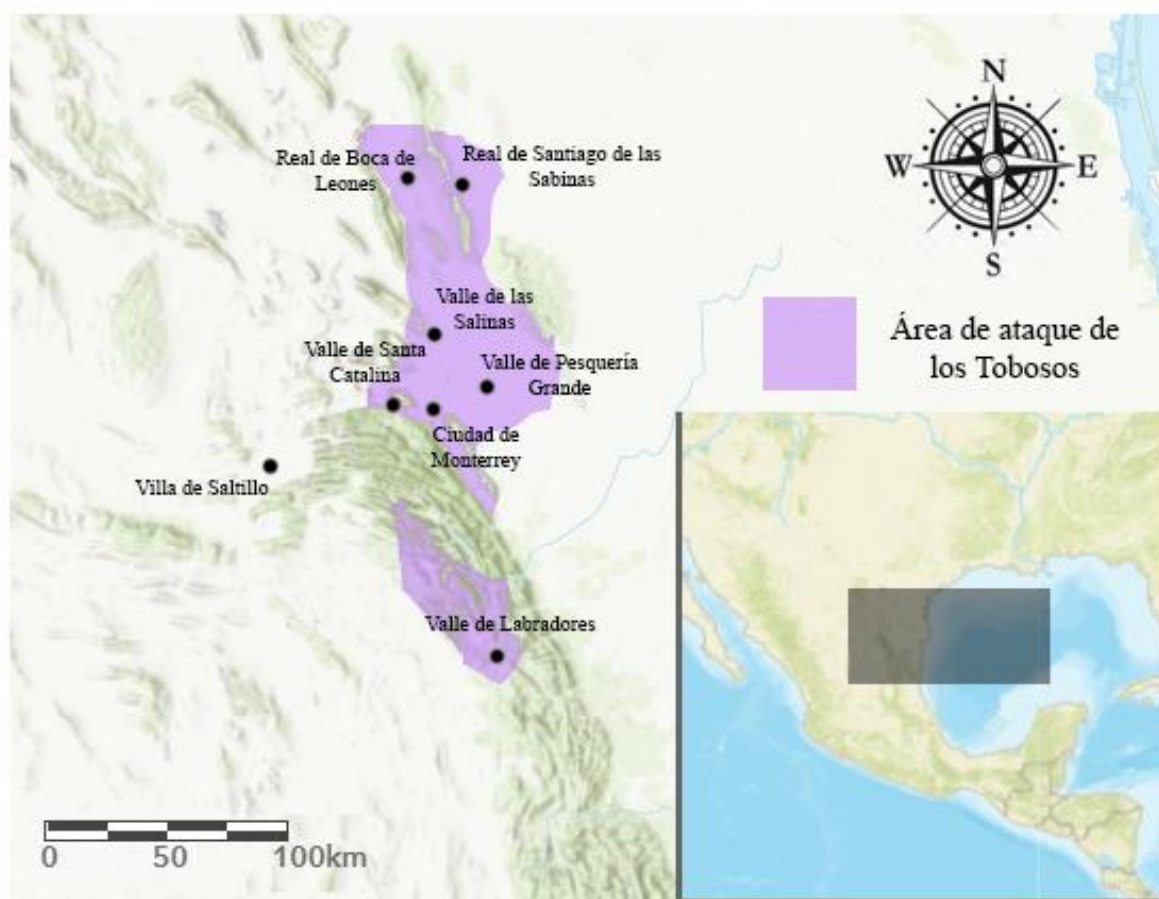 N
W
E
S
Real de Boca de
Leones
Real de Santiago de las
Sabinas
Valle de las
Salinas
Valle de Santa
Catalina
Valle de Pesquería
Grande
Ciudad de
Monterrey
Villa de Saltillo
Valle de Labradores
Área de ataque de
los Tobosos
0 50 100km